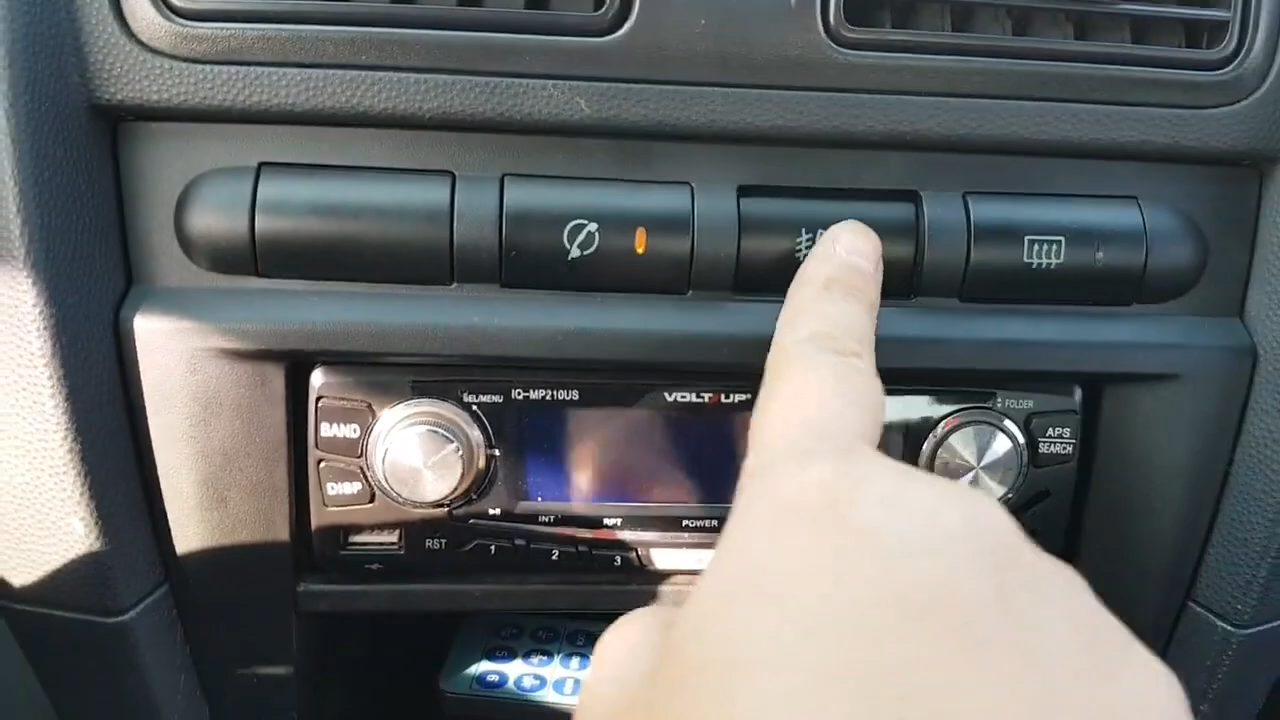 SEL/MENU
IQ-MP210US
VOLT UP
FOLDER
BAND
APS
SEARCH
DISP
INT
RPT
POWER
RST
1
2
3